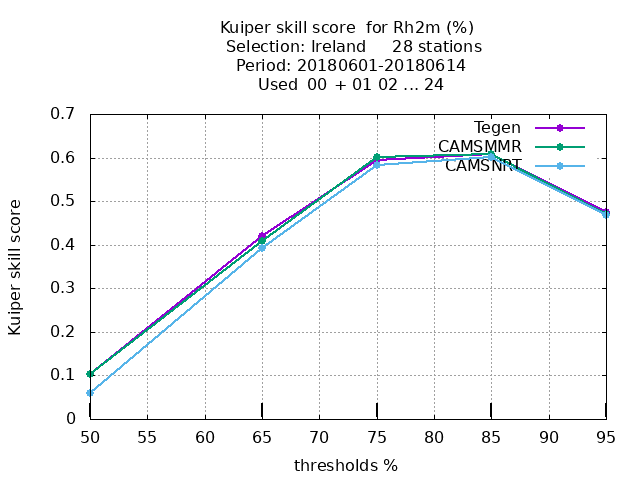 Kuiper skill score  for Rh2m (%)
Selection: Ireland     28 stations
Period: 20180601-20180614
Used  00  + 01 02 ... 24
0.7
0.6
0.5
0.4
0.3
0.2
0.1
0
Kuiper skill score
Tegen
CAMSMMR
CAMSNRT
50 55 60 65 70 75 80 85 90 95
thresholds %